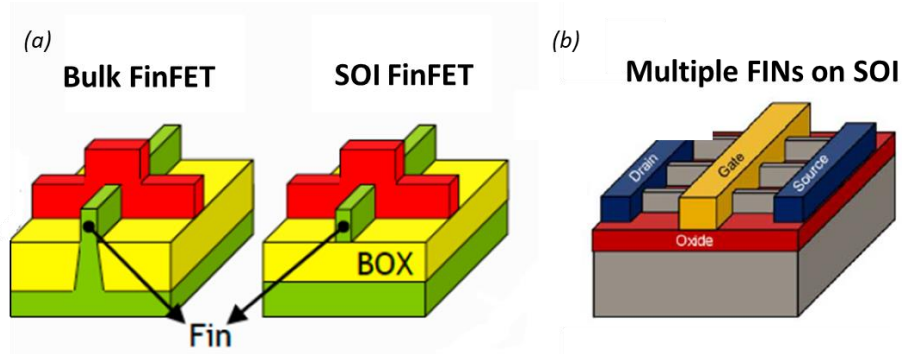 (a)
Bulk FinFET
SOI FinFET
BOX
Fin
(b)
Multiple FINs on SOI
Drain
Gate
Source
Oxide